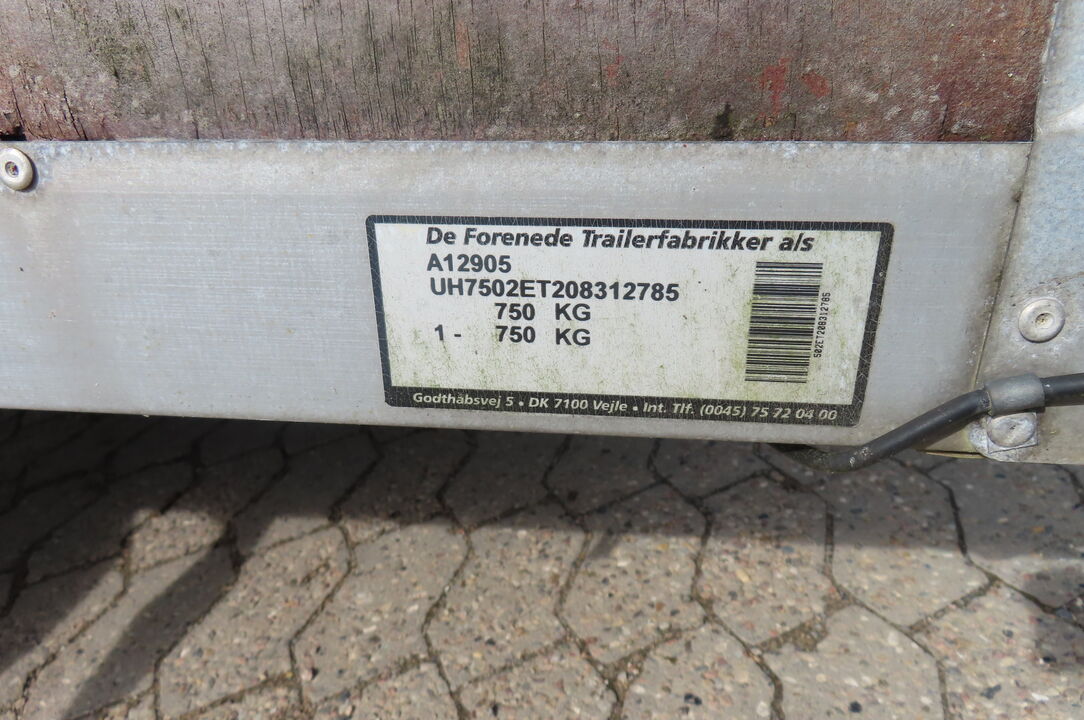 De Forenede Trailerfabrikker a/s
A12905
UH7502ET208312785
750 KG
1 - 750 KG
502ET208312785
Godthåbsvej 5 • DK 7100 Vejle • Int. Tlf. (0045) 75 72 04 00